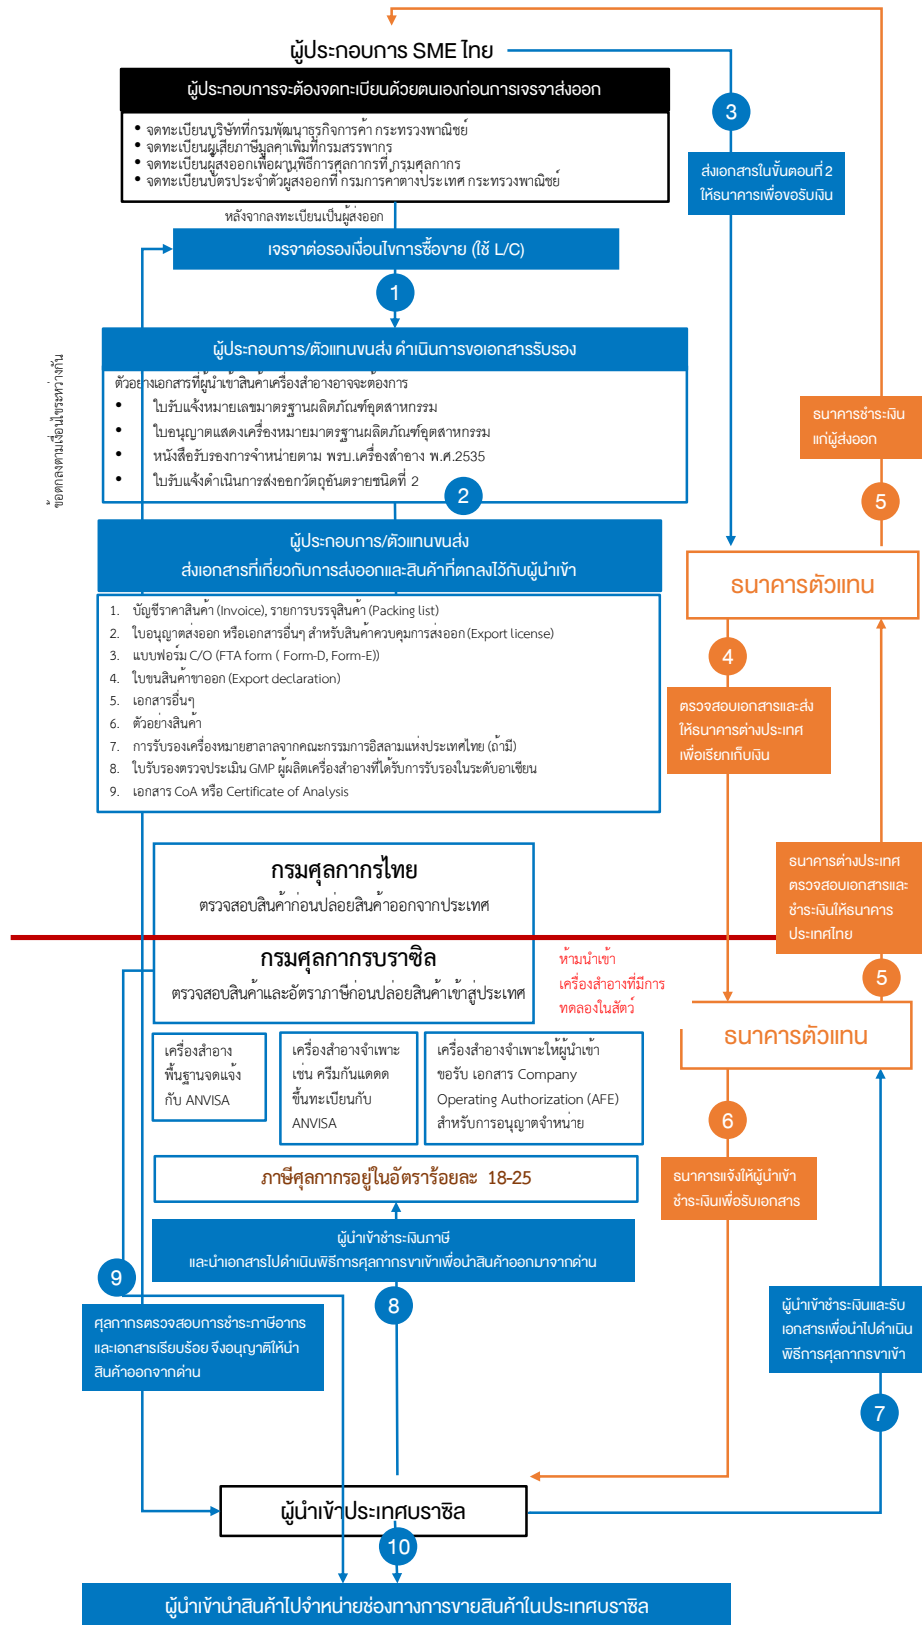 ผู้ประกอบการ SME ไทย
ผู้ประกอบการจะต้องจดทะเบียนด้วยตนเองก่อนการเจรจาส่งออก
• จดทะเบียนบริษัทที่กรมพัฒนาธุรกิจการค้า กระทรวงพาณิชย์
• จดทะเบียนผู้เสียภาษีมูลค่าเพิ่มที่กรมสรรพากร
• จดทะเบียนผู้ส่งออกเพื่อผ่านพิธีการศุลกากรที่ กรมศุลกากร
• จดทะเบียนบัตรประจำตัวผู้ส่งออกที่ กรมการค้าต่างประเทศ กระทรวงพาณิชย์
3
ส่งเอกสารในขั้นตอนที่ 2
ให้ธนาคารเพื่อขอรับเงิน
หลังจากลงทะเบียนเป็นผู้ส่งออก
เจรจาต่อรองเงื่อนไขการซื้อขาย (ใช้ L/C)
1
ข้อตกลงตามเงื่อนไขระหว่างกัน
ผู้ประกอบการ/ตัวแทนขนส่ง ดำเนินการขอเอกสารรับรอง
ตัวอย่างเอกสารที่ผู้นำเข้าสินค้าเครื่องสำอางอาจจะต้องการ
• ใบรับแจ้งหมายเลขมาตรฐานผลิตภัณฑ์อุตสาหกรรม
• ใบอนุญาตแสดงเครื่องหมายมาตรฐานผลิตภัณฑ์อุตสาหกรรม
• หนังสือรับรองการจำหน่ายตาม พรบ.เครื่องสำอาง พ.ศ.2535
• ใบรับแจ้งดำเนินการส่งออกวัตถุอันตรายชนิดที่ 2
2
ธนาคารชำระเงิน
แก่ผู้ส่งออก
5
ผู้ประกอบการ/ตัวแทนขนส่ง
ส่งเอกสารที่เกี่ยวกับการส่งออกและสินค้าที่ตกลงไว้กับผู้นำเข้า
1. บัญชีราคาสินค้า (Invoice), รายการบรรจุสินค้า (Packing list)
2. ใบอนุญาตส่งออก หรือเอกสารอื่นๆ สำหรับสินค้าควบคุมการส่งออก (Export license)
3. แบบฟอร์ม C/O (FTA form ( Form-D, Form-E))
4. ใบขนสินค้าขาออก (Export declaration)
5. เอกสารอื่นๆ
6. ตัวอย่างสินค้า
7. การรับรองเครื่องหมายฮาลาลจากคณะกรรมการอิสลามแห่งประเทศไทย (ถ้ามี)
8. ใบรับรองตรวจประเมิน GMP ผู้ผลิตเครื่องสำอางที่ได้รับการรับรองในระดับอาเซียน
9. เอกสาร CoA หรือ Certificate of Analysis
ธนาคารตัวแทน
4
ตรวจสอบเอกสารและส่ง
ให้ธนาคารต่างประเทศ
เพื่อเรียกเก็บเงิน
กรมศุลกากรไทย
ตรวจสอบสินค้าก่อนปล่อยสินค้าออกจากประเทศ
ธนาคารต่างประเทศ
ตรวจสอบเอกสารและ
ชำระเงินให้ธนาคาร
ประเทศไทย
5
กรมศุลกากรบราซิล
ตรวจสอบสินค้าและอัตราภาษีก่อนปล่อยสินค้าเข้าสู่ประเทศ
ห้ามนำเข้า
เครื่องสำอางที่มีการ
ทดลองในสัตว์
ธนาคารตัวแทน
เครื่องสำอาง
พื้นฐานจดแจ้ง
กับ ANVISA
เครื่องสำอางจำเพาะ
เช่น ครีมกันแดดด
ขึ้นทะเบียนกับ
ANVISA
เครื่องสำอางจำเพาะให้ผู้นำเข้า
ขอรับ เอกสาร Company
Operating Authorization (AFE)
สำหรับการอนุญาตจำหน่าย
6
ภาษีศุลกากรอยู่ในอัตราร้อยละ 18-25
ธนาคารแจ้งให้ผู้นำเข้า
ชำระเงินเพื่อรับเอกสาร
ผู้นำเข้าชำระเงินภาษี
และนำเอกสารไปดำเนินพิธีการศุลกากรขาเข้าเพื่อนำสินค้าออกมาจากด่าน
9
8
ศุลกากรตรวจสอบการชำระภาษีอากร
และเอกสารเรียบร้อย จึงอนุญาติให้นำ
สินค้าออกจากด่าน
ผู้นำเข้าชำระเงินและรับ
เอกสารเพื่อนำไปดำเนิน
พิธีการศุลกากรขาเข้า
7
ผู้นำเข้าประเทศบราซิล
10
ผู้นำเข้านำสินค้าไปจำหน่ายช่องทางการขายสินค้าในประเทศบราซิล